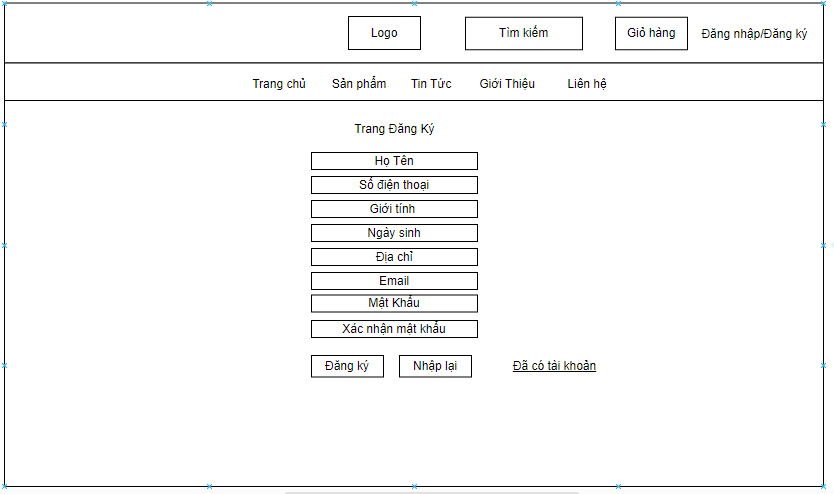 Logo
Tìm kiếm
Giỏ hàng
Đăng nhập/Đăng ký
Trang chủ
Sản phẩm
Tin Tức
Giới Thiệu
Liên hệ
Trang Đăng Ký
Họ Tên
Số điện thoại
Giới tính
Ngày sinh
Địa chỉ
Email
Mật Khẩu
Xác nhận mật khẩu
Đăng ký
Nhập lại
Đã có tài khoản